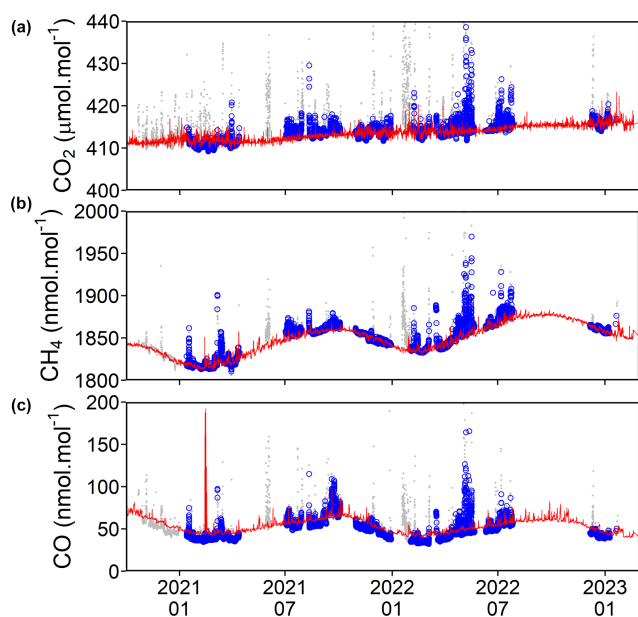 (a)
440
430
420
410
400
CO₂ (μmol.mol⁻¹)
(b)
2000
1950
1900
1850
1800
CH₄ (nmol.mol⁻¹)
(c)
200
150
100
50
0
CO (nmol.mol⁻¹)
2021 2021 2022 2022 2023
01 07 01 07 01